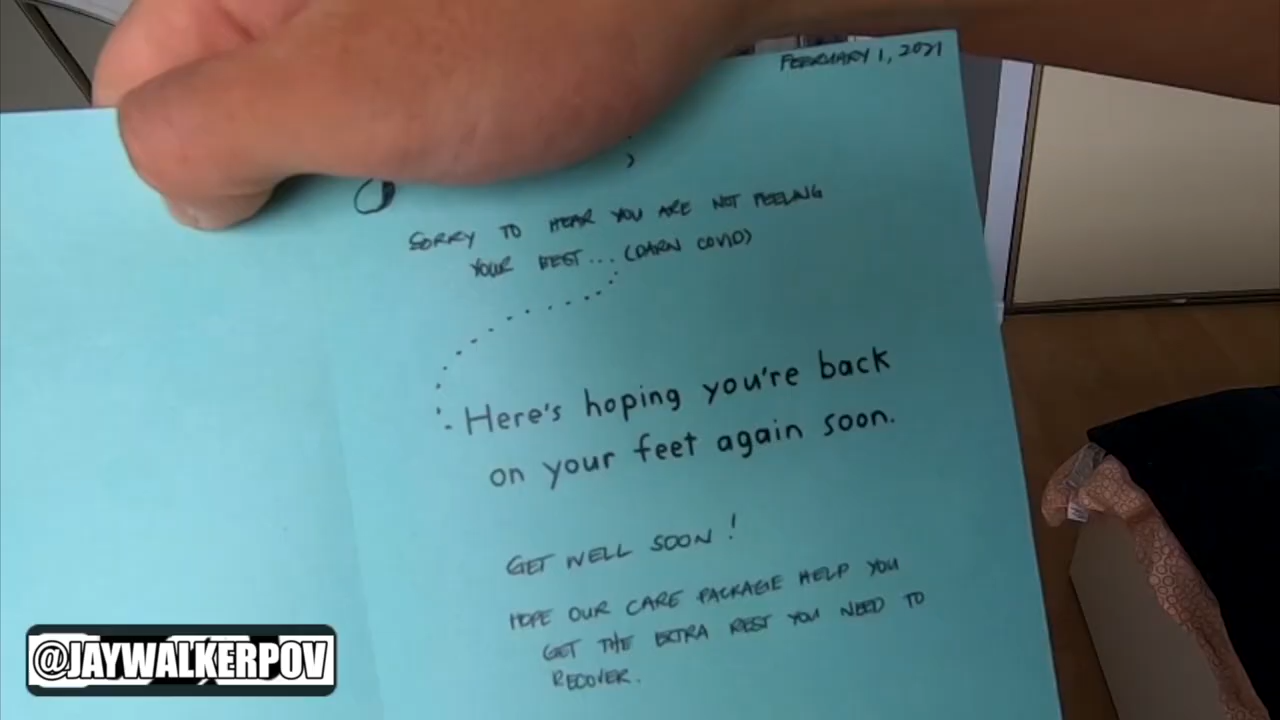 FEBRUARY 1, 2021
SORRY TO HEAR YOU ARE NOT FEELING
YOUR BEST... (DARN COVID)
Here's hoping you're back
on your feet again soon.
GET WELL SOON!
HOPE OUR CARE PACKAGE HELP YOU
GET THE EXTRA REST YOU NEED TO
RECOVER.
@JAYWALKERPOV